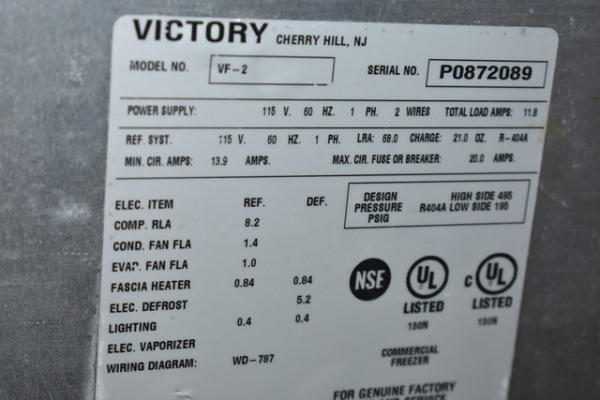 VICTORY CHERRY HILL, NJ
MODEL NO. VF-2 SERIAL NO. P0872089
POWER SUPPLY: 115 V. 60 HZ. 1 PH. 2 WIRES TOTAL LOAD AMPS: 11.8
REF. SYST. 115 V. 60 HZ. 1 PH. LRA: 68.0 CHARGE: 21.0 OZ. R-404A
MIN. CIR. AMPS: 13.9 AMPS. MAX. CIR. FUSE OR BREAKER: 20.0 AMPS.
ELEC. ITEM REF. DEF.
COMP. RLA 8.2
COND. FAN FLA 1.4
EVAP. FAN FLA 1.0
FASCIA HEATER 0.84 0.84
ELEC. DEFROST 5.2
LIGHTING 0.4 0.4
ELEC. VAPORIZER
WIRING DIAGRAM: WD-787
DESIGN PRESSURE PSIG
HIGH SIDE 495
R404A LOW SIDE 195
NSE
UL LISTED 130N
C UL LISTED 130N
COMMERCIAL
FREEZER
FOR GENUINE FACTORY
AND SERVICE